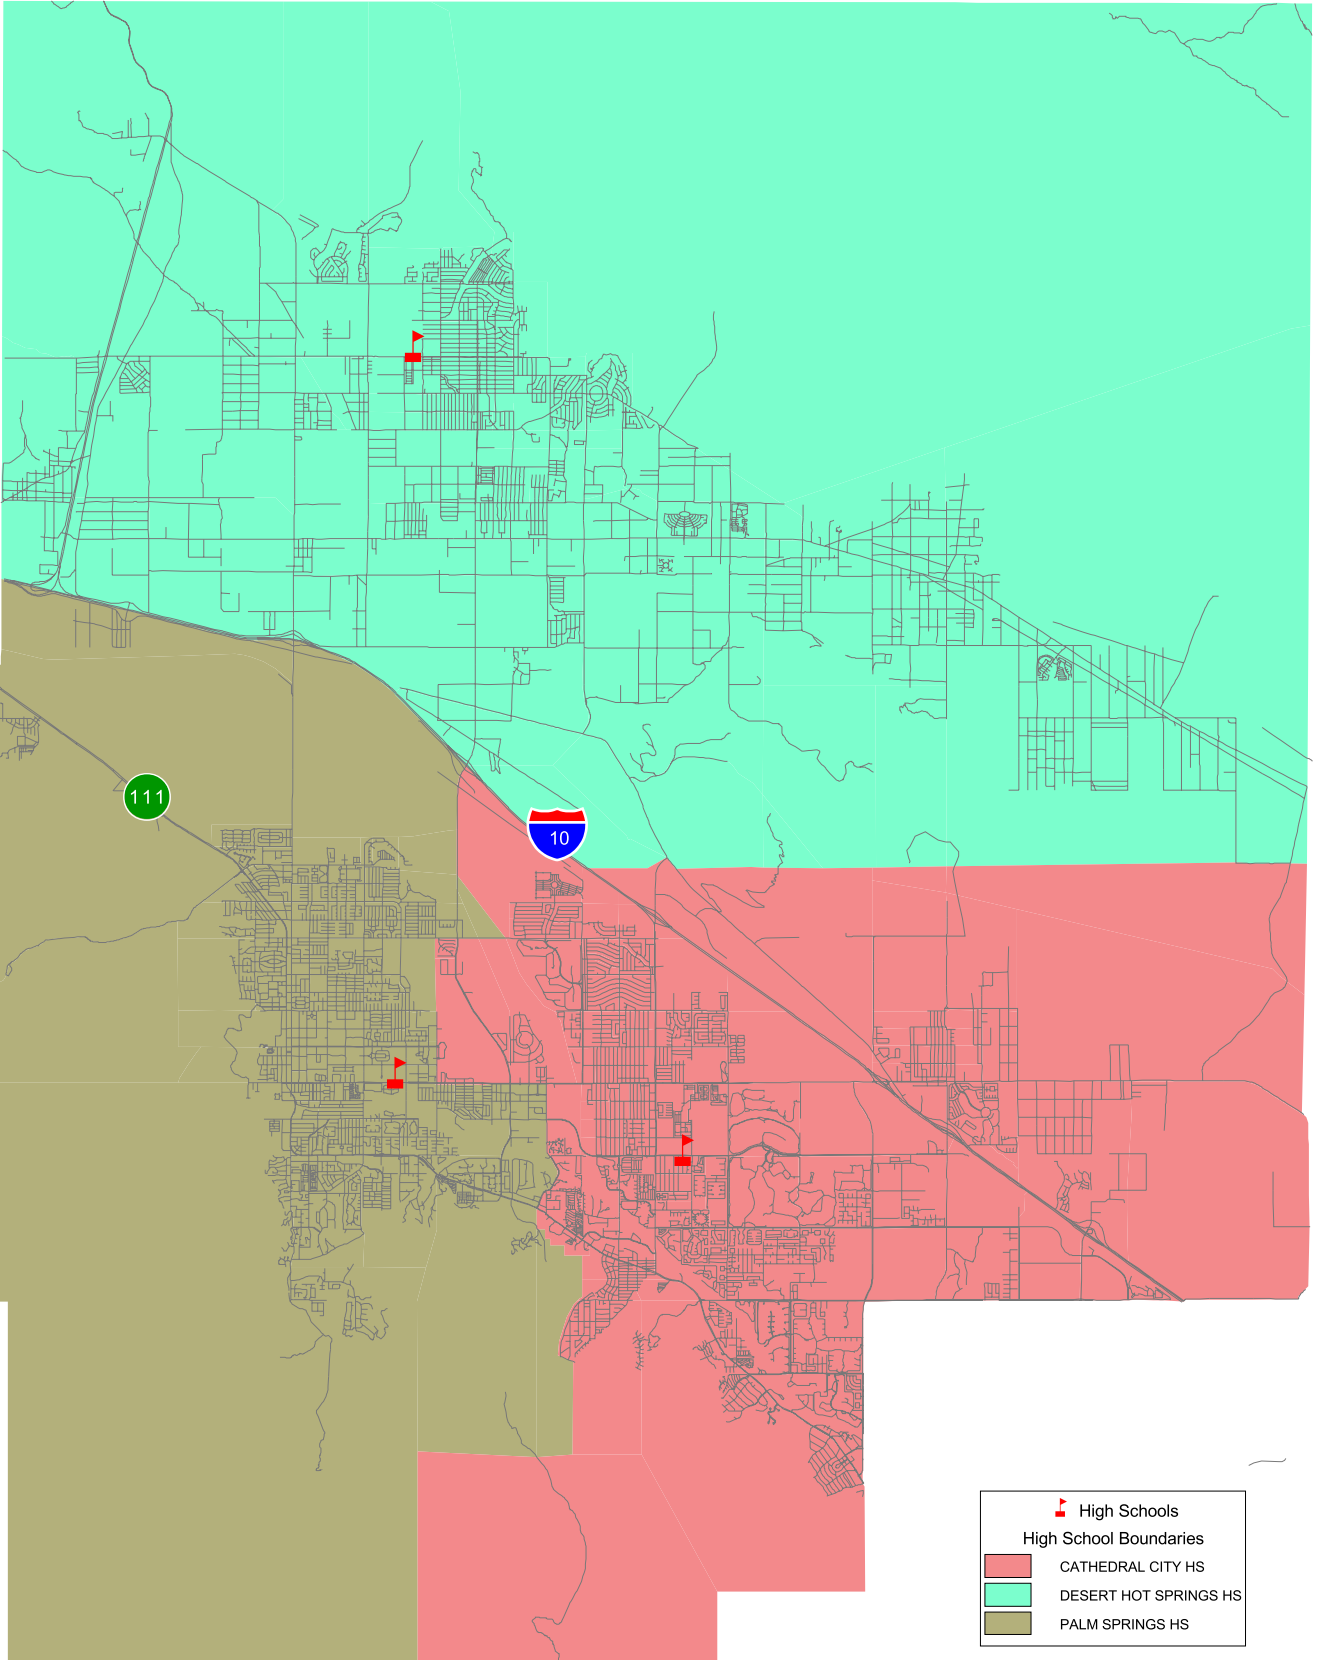 111
10
High Schools
High School Boundaries
CATHEDRAL CITY HS
DESERT HOT SPRINGS HS
PALM SPRINGS HS